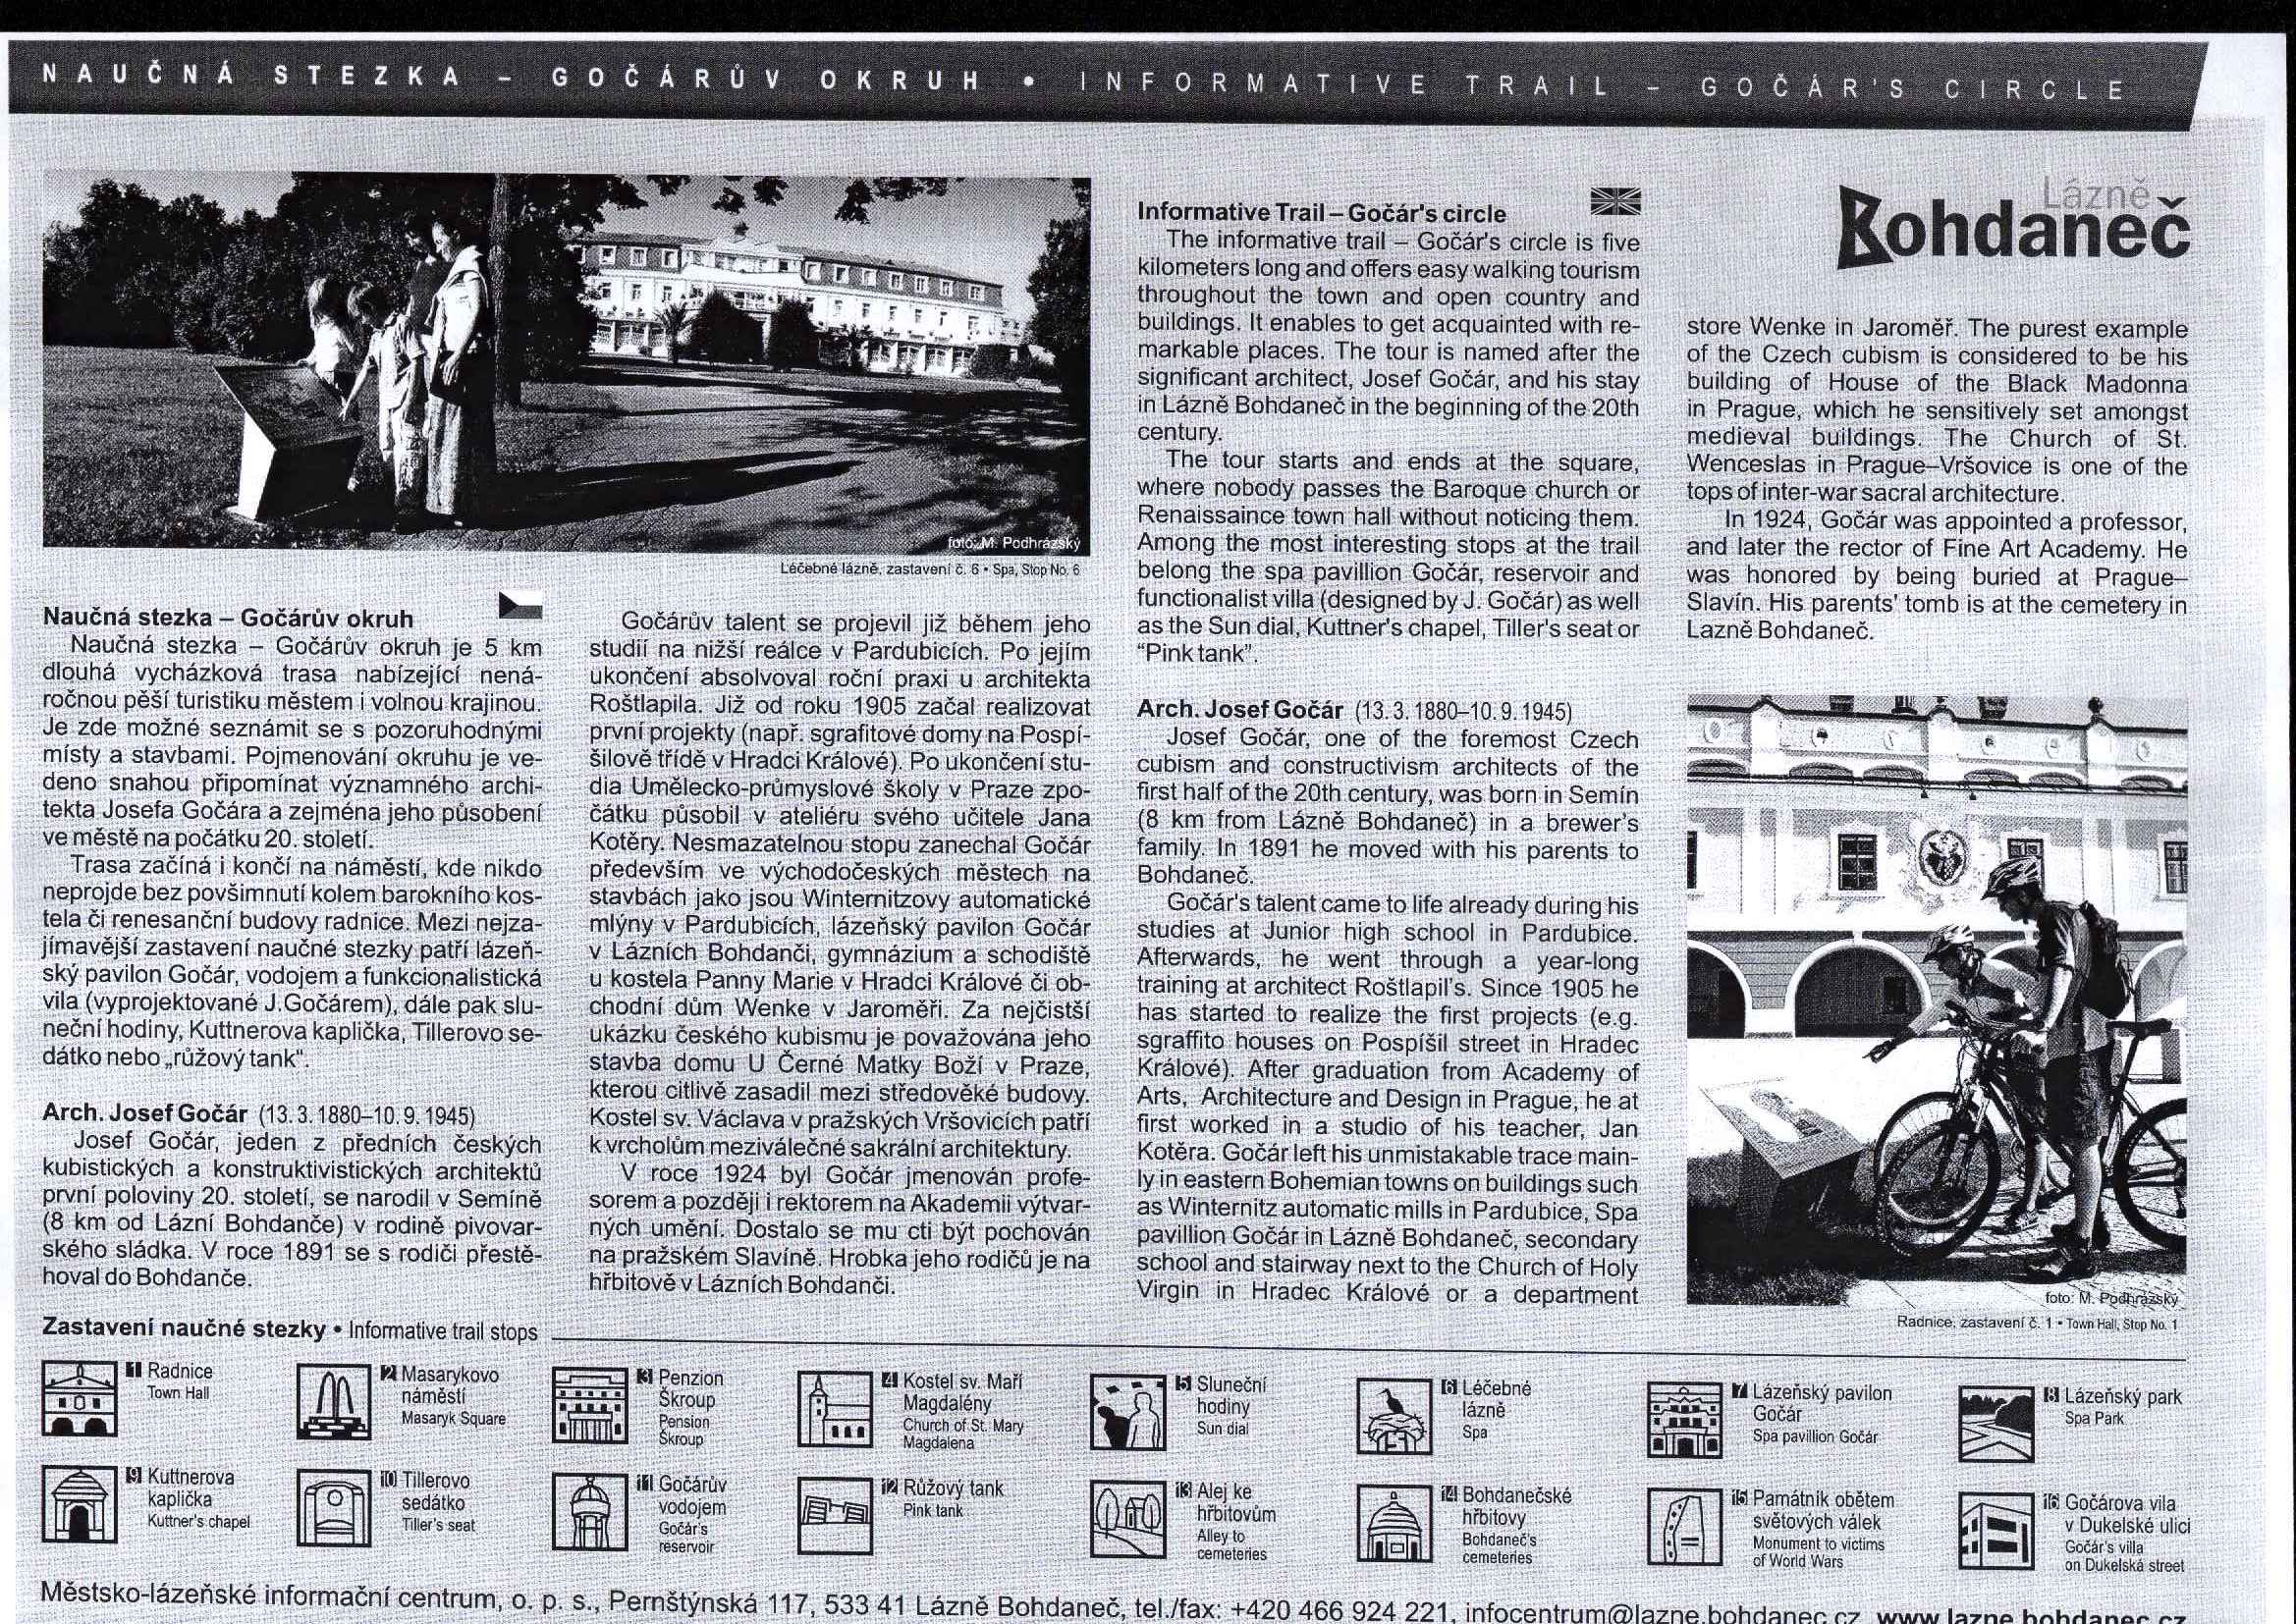 NAUČNÁ STEZKA – GOČÁRŮV OKRUH • INFORMATIVE TRAIL – GOČÁR'S CIRCLE
foto: M. Podhrázský
Léčebné lázně, zastavení č. 6 • Spa, Stop No. 6
Naučná stezka – Gočárův okruh
Naučná stezka – Gočárův okruh je 5 km
dlouhá vycházková trasa nabízející nená-
ročnou pěší turistiku městem i volnou krajinou.
Je zde možné seznámit se s pozoruhodnými
místy a stavbami. Pojmenování okruhu je ve-
deno snahou připomínat významného archi-
tekta Josefa Gočára a zejména jeho působení
ve městě na počátku 20. století.
Trasa začíná i končí na náměstí, kde nikdo
neprojde bez povšimnutí kolem barokního kos-
tela či renesanční budovy radnice. Mezi nejza-
jímavější zastavení naučné stezky patří lázeň-
ský pavilon Gočár, vodojem a funkcionalistická
vila (vyprojektované J.Gočárem), dále pak slu-
neční hodiny, Kuttnerova kaplička, Tillerovo se-
dátko nebo „růžový tank".
Arch. Josef Gočár (13. 3. 1880–10. 9. 1945)
Josef Gočár, jeden z předních českých
kubistických a konstruktivistických architektů
první poloviny 20. století, se narodil v Semíně
(8 km od Lázní Bohdanče) v rodině pivovar-
ského sládka. V roce 1891 se s rodiči přestě-
hoval do Bohdanče.
Gočárův talent se projevil již během jeho
studií na nižší reálce v Pardubicích. Po jejím
ukončení absolvoval roční praxi u architekta
Roštlapila. Již od roku 1905 začal realizovat
první projekty (např. sgrafitové domy na Pospí-
šilově třídě v Hradci Králové). Po ukončení stu-
dia Umělecko-průmyslové školy v Praze zpo-
čátku působil v ateliéru svého učitele Jana
Kotěry. Nesmazatelnou stopu zanechal Gočár
především ve východočeských městech na
stavbách jako jsou Winternitzovy automatické
mlýny v Pardubicích, lázeňský pavilon Gočár
v Lázních Bohdanči, gymnázium a schodiště
u kostela Panny Marie v Hradci Králové či ob-
chodní dům Wenke v Jaroměři. Za nejčistší
ukázku českého kubismu je považována jeho
stavba domu U Černé Matky Boží v Praze,
kterou citlivě zasadil mezi středověké budovy.
Kostel sv. Václava v pražských Vršovicích patří
k vrcholům meziválečné sakrální architektury.
V roce 1924 byl Gočár jmenován profe-
sorem a později i rektorem na Akademii výtvar-
ných umění. Dostalo se mu cti být pochován
na pražském Slavíně. Hrobka jeho rodičů je na
hřbitově v Lázních Bohdanči.
Informative Trail – Gočár's circle
The informative trail – Gočár's circle is five
kilometers long and offers easy walking tourism
throughout the town and open country and
buildings. It enables to get acquainted with re-
markable places. The tour is named after the
significant architect, Josef Gočár, and his stay
in Lázně Bohdaneč in the beginning of the 20th
century.
The tour starts and ends at the square,
where nobody passes the Baroque church or
Renaissaince town hall without noticing them.
Among the most interesting stops at the trail
belong the spa pavillion Gočár, reservoir and
functionalist villa (designed by J. Gočár) as well
as the Sun dial, Kuttner's chapel, Tiller's seat or
“Pink tank”.
Arch. Josef Gočár (13. 3. 1880–10. 9. 1945)
Josef Gočár, one of the foremost Czech
cubism and constructivism architects of the
first half of the 20th century, was born in Semín
(8 km from Lázně Bohdaneč) in a brewer's
family. In 1891 he moved with his parents to
Bohdaneč.
Gočár's talent came to life already during his
studies at Junior high school in Pardubice.
Afterwards, he went through a year-long
training at architect Roštlapil's. Since 1905 he
has started to realize the first projects (e.g.
sgraffito houses on Pospíšil street in Hradec
Králové). After graduation from Academy of
Arts, Architecture and Design in Prague, he at
first worked in a studio of his teacher, Jan
Kotěra. Gočár left his unmistakable trace main-
ly in eastern Bohemian towns on buildings such
as Winternitz automatic mills in Pardubice, Spa
pavillion Gočár in Lázně Bohdaneč, secondary
school and stairway next to the Church of Holy
Virgin in Hradec Králové or a department
Lázně
Bohdaneč
store Wenke in Jaroměř. The purest example
of the Czech cubism is considered to be his
building of House of the Black Madonna
in Prague, which he sensitively set amongst
medieval buildings. The Church of St.
Wenceslas in Prague–Vršovice is one of the
tops of inter-war sacral architecture.
In 1924, Gočár was appointed a professor,
and later the rector of Fine Art Academy. He
was honored by being buried at Prague–
Slavín. His parents' tomb is at the cemetery in
Lazně Bohdaneč.
foto: M. Podhrázský
Radnice, zastavení č. 1 • Town Hall, Stop No. 1
Zastavení naučné stezky • Informative trail stops
1 Radnice
Town Hall
2 Masarykovo
náměstí
Masaryk Square
3 Penzion
Škroup
Pension
Škroup
4 Kostel sv. Maří
Magdalény
Church of St. Mary
Magdalena
5 Sluneční
hodiny
Sun dial
6 Léčebné
lázně
Spa
7 Lázeňský pavilon
Gočár
Spa pavillion Gočár
8 Lázeňský park
Spa Park
9 Kuttnerova
kaplička
Kuttner's chapel
10 Tillerovo
sedátko
Tiller's seat
11 Gočárův
vodojem
Gočár's
reservoir
12 Růžový tank
Pink tank
13 Alej ke
hřbitovům
Alley to
cemeteries
14 Bohdanečské
hřbitovy
Bohdaneč's
cemeteries
15 Památník obětem
světových válek
Monument to victims
of World Wars
16 Gočárova vila
v Dukelské ulici
Gočár's villa
on Dukelská street
Městsko-lázeňské informační centrum, o. p. s., Pernštýnská 117, 533 41 Lázně Bohdaneč, tel./fax: +420 466 924 221, infocentrum@lazne.bohdanec.cz, www.lazne.bohdanec.cz